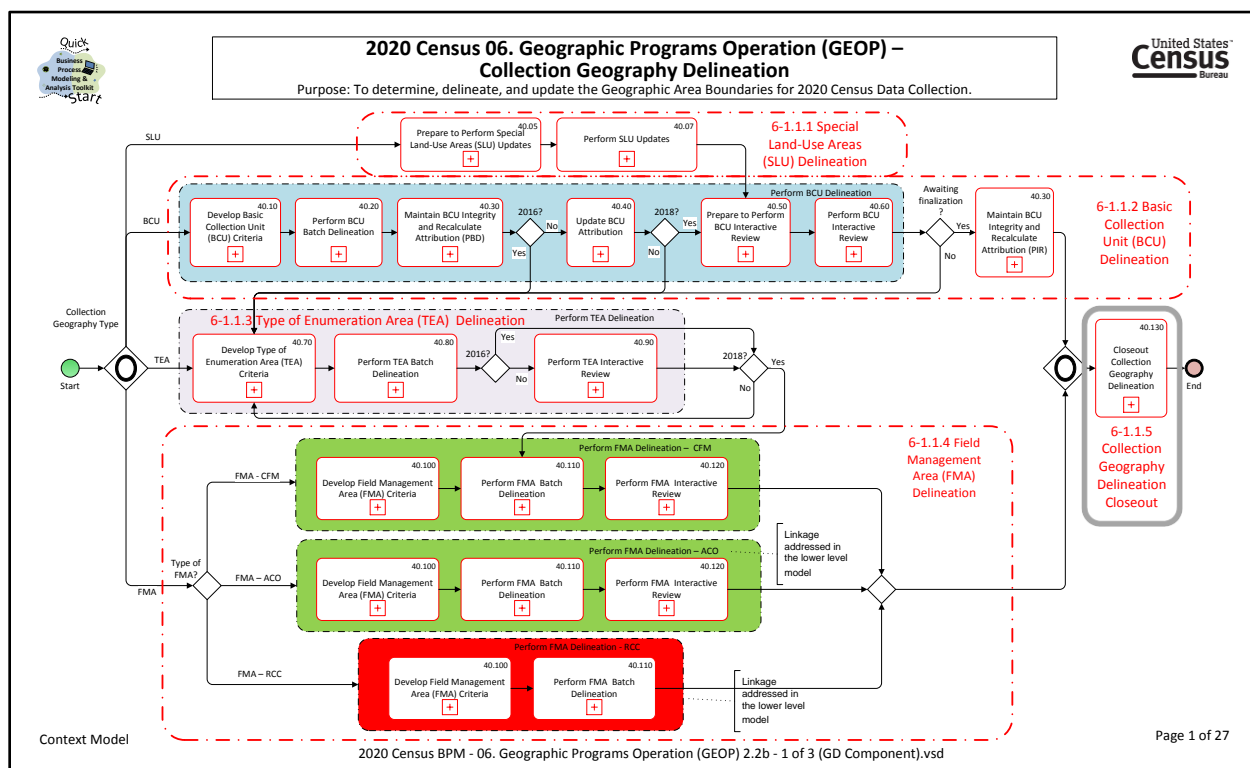 Quick
Business
Process
Modeling &
Analysis Toolkit
Start
2020 Census 06. Geographic Programs Operation (GEOP) –
Collection Geography Delineation
Purpose: To determine, delineate, and update the Geographic Area Boundaries for 2020 Census Data Collection.
United States™
Census
Bureau
SLU
40.05
Prepare to Perform Special
Land-Use Areas (SLU) Updates
40.07
Perform SLU Updates
6-1.1.1 Special
Land-Use Areas
(SLU) Delineation
Perform BCU Delineation
BCU
40.10
Develop Basic
Collection Unit
(BCU) Criteria
40.20
Perform BCU
Batch Delineation
40.30
Maintain BCU Integrity
and Recalculate
Attribution (PBD)
2016?
No
Yes
40.40
Update BCU
Attribution
2018?
Yes
No
40.50
Prepare to Perform
BCU Interactive
Review
40.60
Perform BCU
Interactive
Review
Awaiting
finalization
?
Yes
No
40.30
Maintain BCU
Integrity and
Recalculate
Attribution (PIR)
6-1.1.2 Basic
Collection
Unit (BCU)
Delineation
Collection
Geography Type
Start
TEA
6-1.1.3 Type of Enumeration Area (TEA) Delineation
Perform TEA Delineation
40.70
Develop Type of
Enumeration Area (TEA)
Criteria
40.80
Perform TEA Batch
Delineation
2016?
Yes
No
40.90
Perform TEA Interactive
Review
2018?
Yes
No
40.130
Closeout
Collection
Geography
Delineation
End
6-1.1.5
Collection
Geography
Delineation
Closeout
Perform FMA Delineation – CFM
6-1.1.4 Field
Management
Area (FMA)
Delineation
FMA - CFM
40.100
Develop Field Management
Area (FMA) Criteria
40.110
Perform FMA Batch
Delineation
40.120
Perform FMA Interactive
Review
Perform FMA Delineation – ACO
Linkage
addressed in
the lower level
model
FMA
Type of
FMA?
FMA – ACO
40.100
Develop Field Management
Area (FMA) Criteria
40.110
Perform FMA Batch
Delineation
40.120
Perform FMA Interactive
Review
Perform FMA Delineation - RCC
FMA – RCC
40.100
Develop Field Management
Area (FMA) Criteria
40.110
Perform FMA Batch
Delineation
Linkage
addressed in
the lower level
model
Context Model
2020 Census BPM - 06. Geographic Programs Operation (GEOP) 2.2b - 1 of 3 (GD Component).vsd
Page 1 of 27